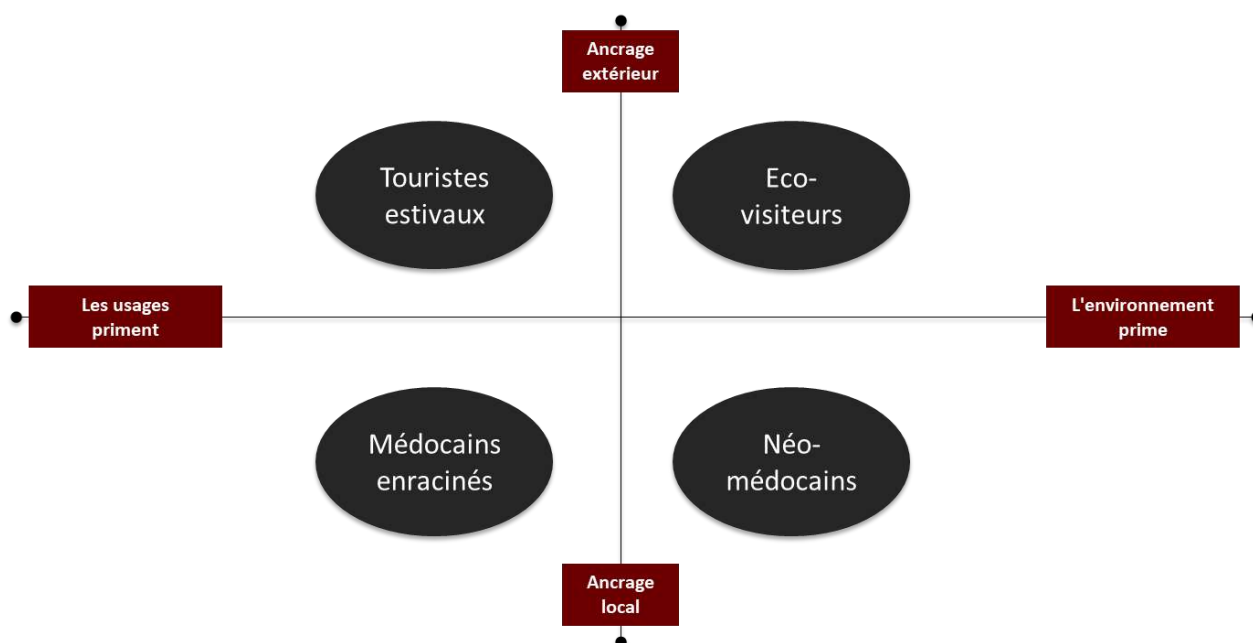 Ancrage
extérieur
Touristes
estivaux
Eco-
visiteurs
Les usages
priment
L'environnement
prime
Médocains
enracinés
Néo-
médocains
Ancrage
local